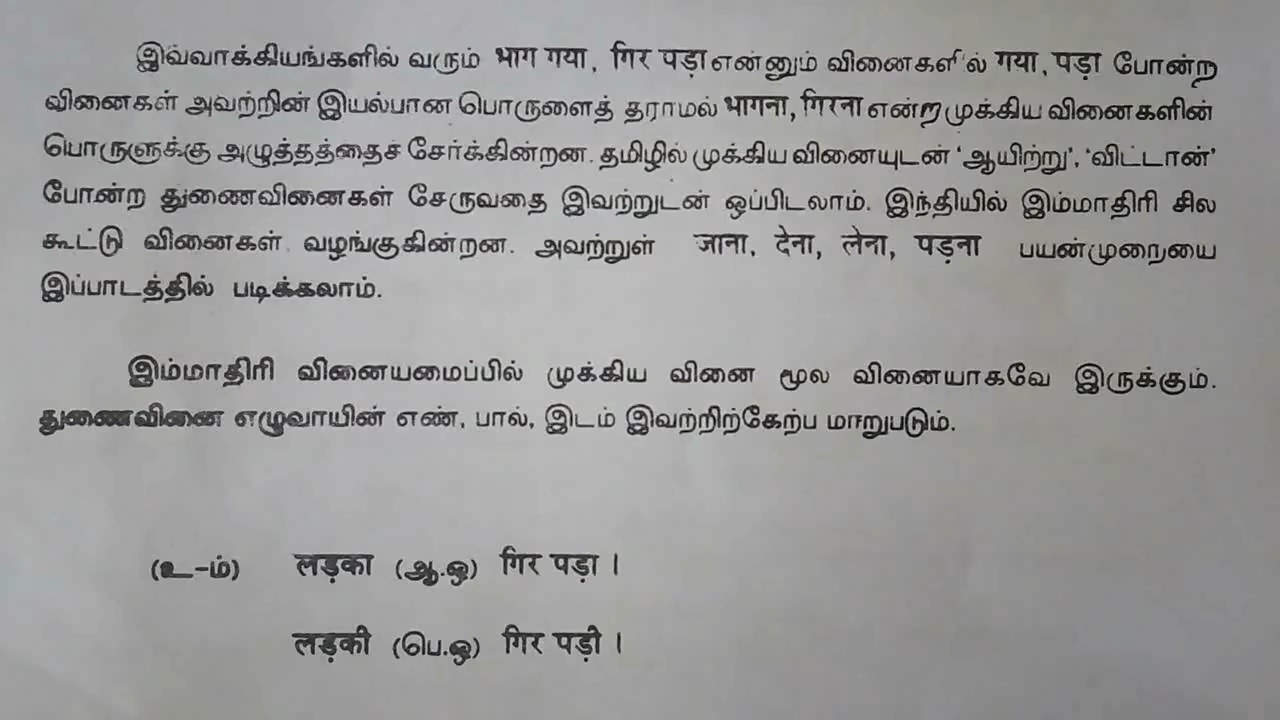 இவ்வாக்கியங்களில் வரும் भाग गया, गिर पड़ा என்னும் வினைகளில் गया, पड़ा போன்ற
வினைகள் அவற்றின் இயல்பான பொருளைத் தராமல் भागना, गिरना என்ற முக்கிய வினைகளின்
பொருளுக்கு அழுத்தத்தைச் சேர்க்கின்றன. தமிழில் முக்கிய வினையுடன் 'ஆயிற்று', 'விட்டான்'
போன்ற துணைவினைகள் சேருவதை இவற்றுடன் ஒப்பிடலாம். இந்தியில் இம்மாதிரி சில
கூட்டு வினைகள் வழங்குகின்றன. அவற்றுள் जाना, देना, लेना, पड़ना பயன்முறையை
இப்பாடத்தில் படிக்கலாம்.
இம்மாதிரி வினையமைப்பில் முக்கிய வினை மூல வினையாகவே இருக்கும்.
துணைவினை எழுவாயின் எண், பால், இடம் இவற்றிற்கேற்ப மாறுபடும்.
(உ-ம்) लड़का (ஆ.ஒ) गिर पड़ा ।
लड़की (பெ.ஒ) गिर पड़ी ।